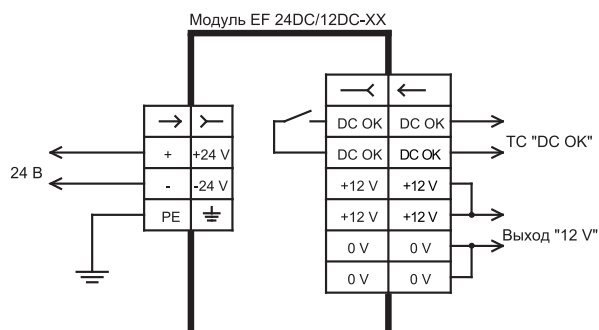 Модуль EF 24DC/12DC-XX
DC OK DC OK
DC OK DC OK
ТС "DC OK"
+ +24 V
24 В
- -24 V
+12 V +12 V
PE
+12 V +12 V
Выход "12 V"
0 V 0 V
0 V 0 V